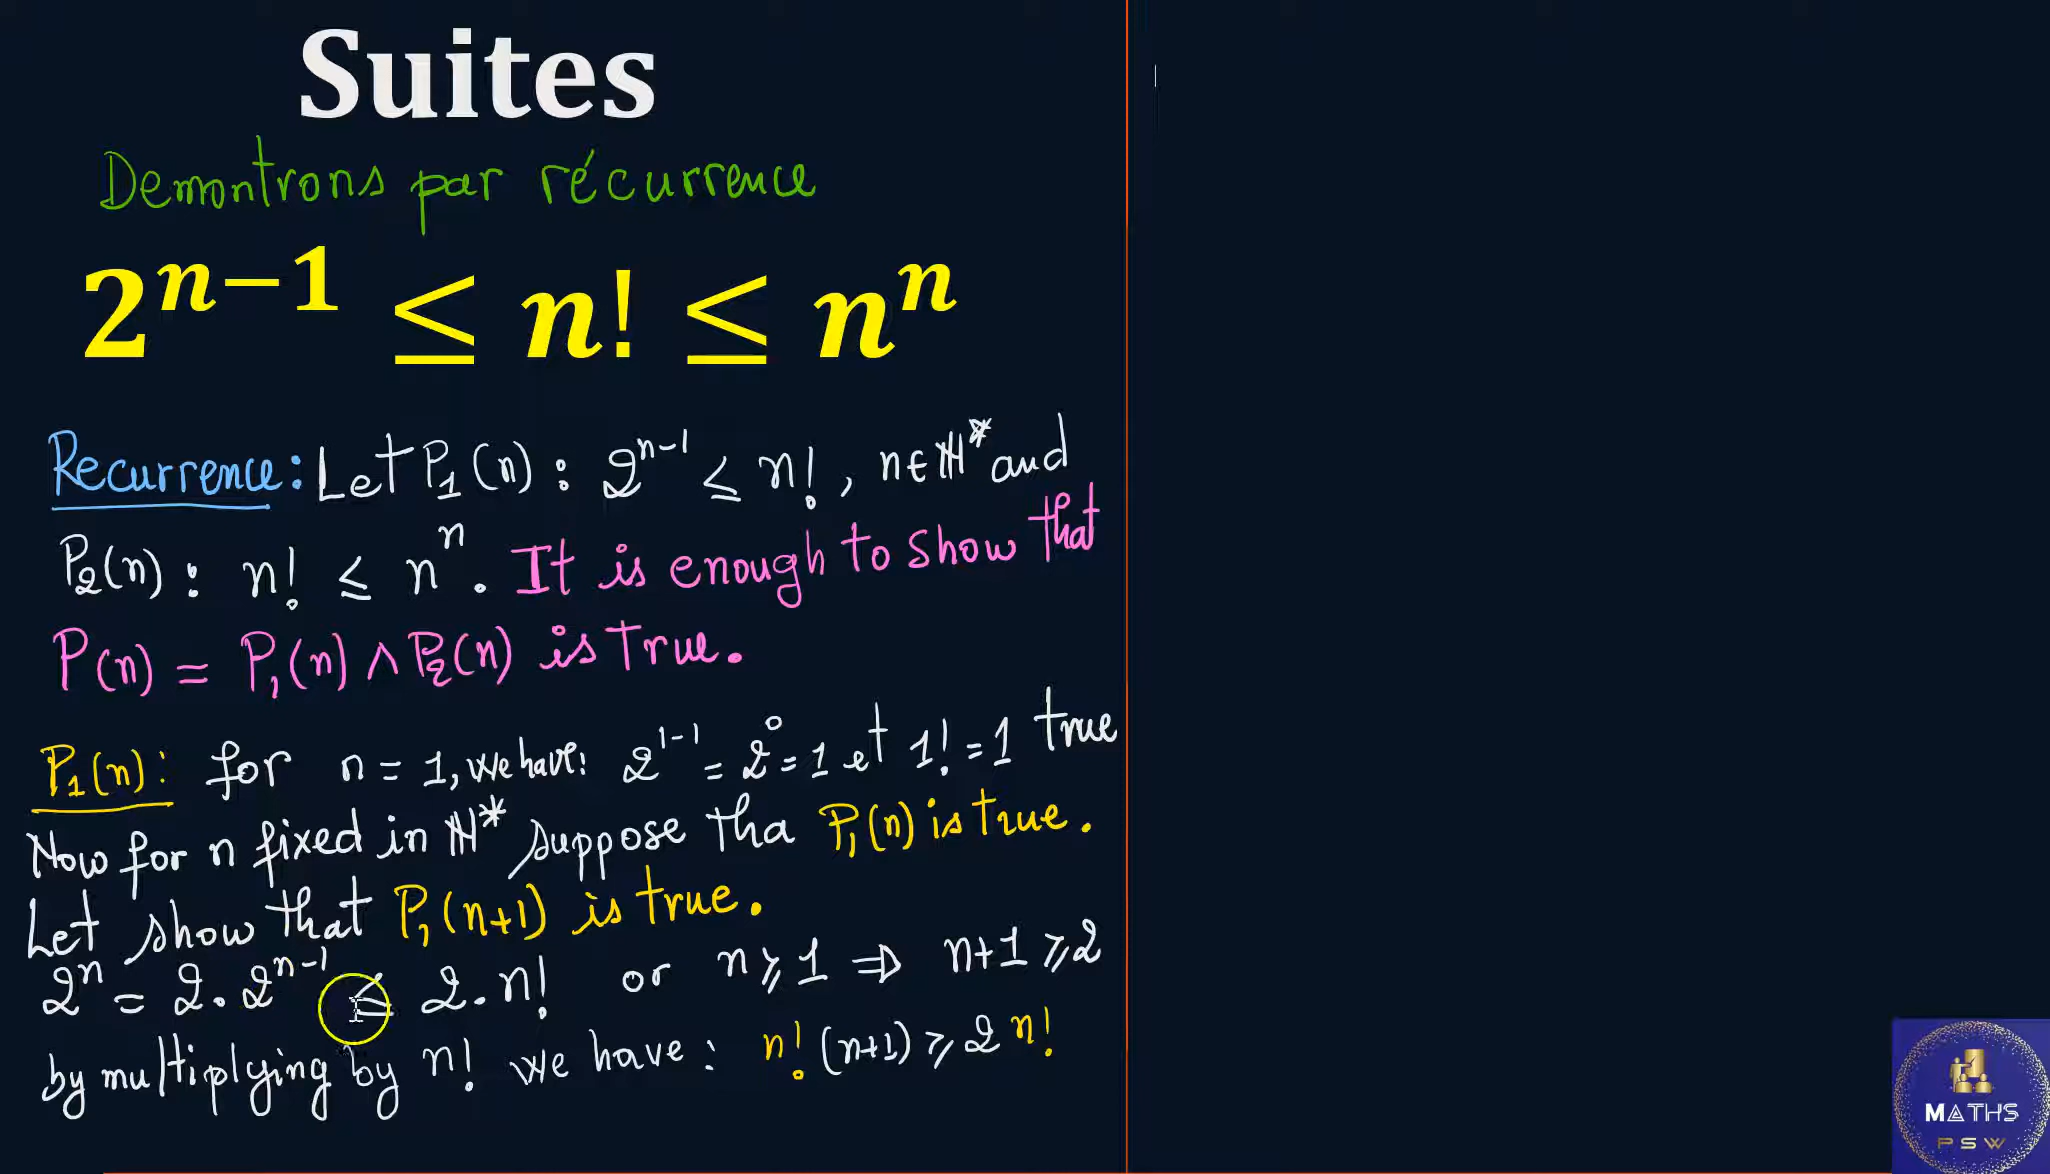 Suites
Demontrons par récurrence
2^{n-1} ≤ n! ≤ n^n
Recurrence: Let P₁(n): 2^{n-1} ≤ n!, n ∈ ℕ* and
P₂(n): n! ≤ n^n. It is enough to show that
P(n) = P₁(n) ∧ P₂(n) is true.
P₁(n): for n = 1, we have: 2^{1-1} = 2^0 = 1 et 1! = 1 true
Now for n fixed in ℕ* suppose tha P₁(n) is true.
Let show that P₁(n+1) is true.
2^n = 2 . 2^{n-1} ≤ 2 . n! or n ⩾ 1 ⇒ n+1 ⩾ 2
by multiplying by n! we have: n! (n+1) ⩾ 2 n!
MATHS
PSW